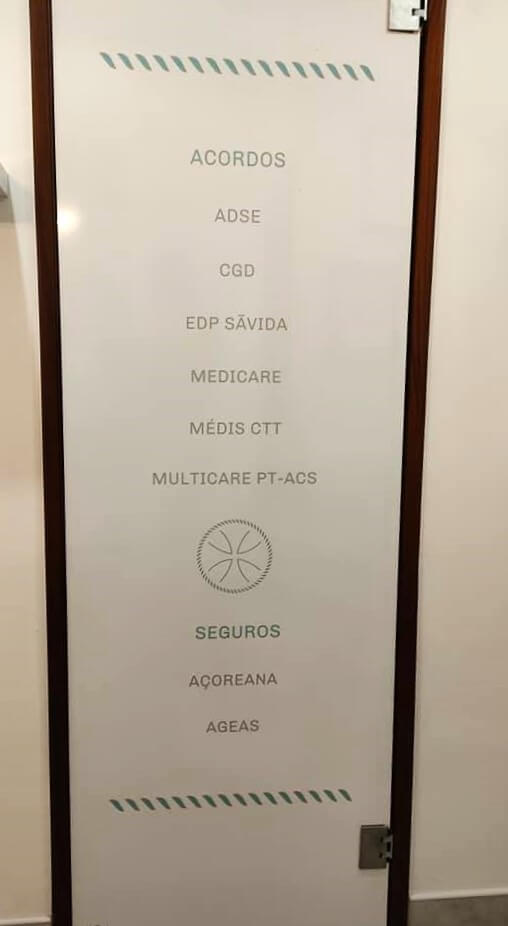 ACORDOS
ADSE
CGD
EDP SÃVIDA
MEDICARE
MÉDIS CTT
MULTICARE PT-ACS
SEGUROS
AÇOREANA
AGEAS